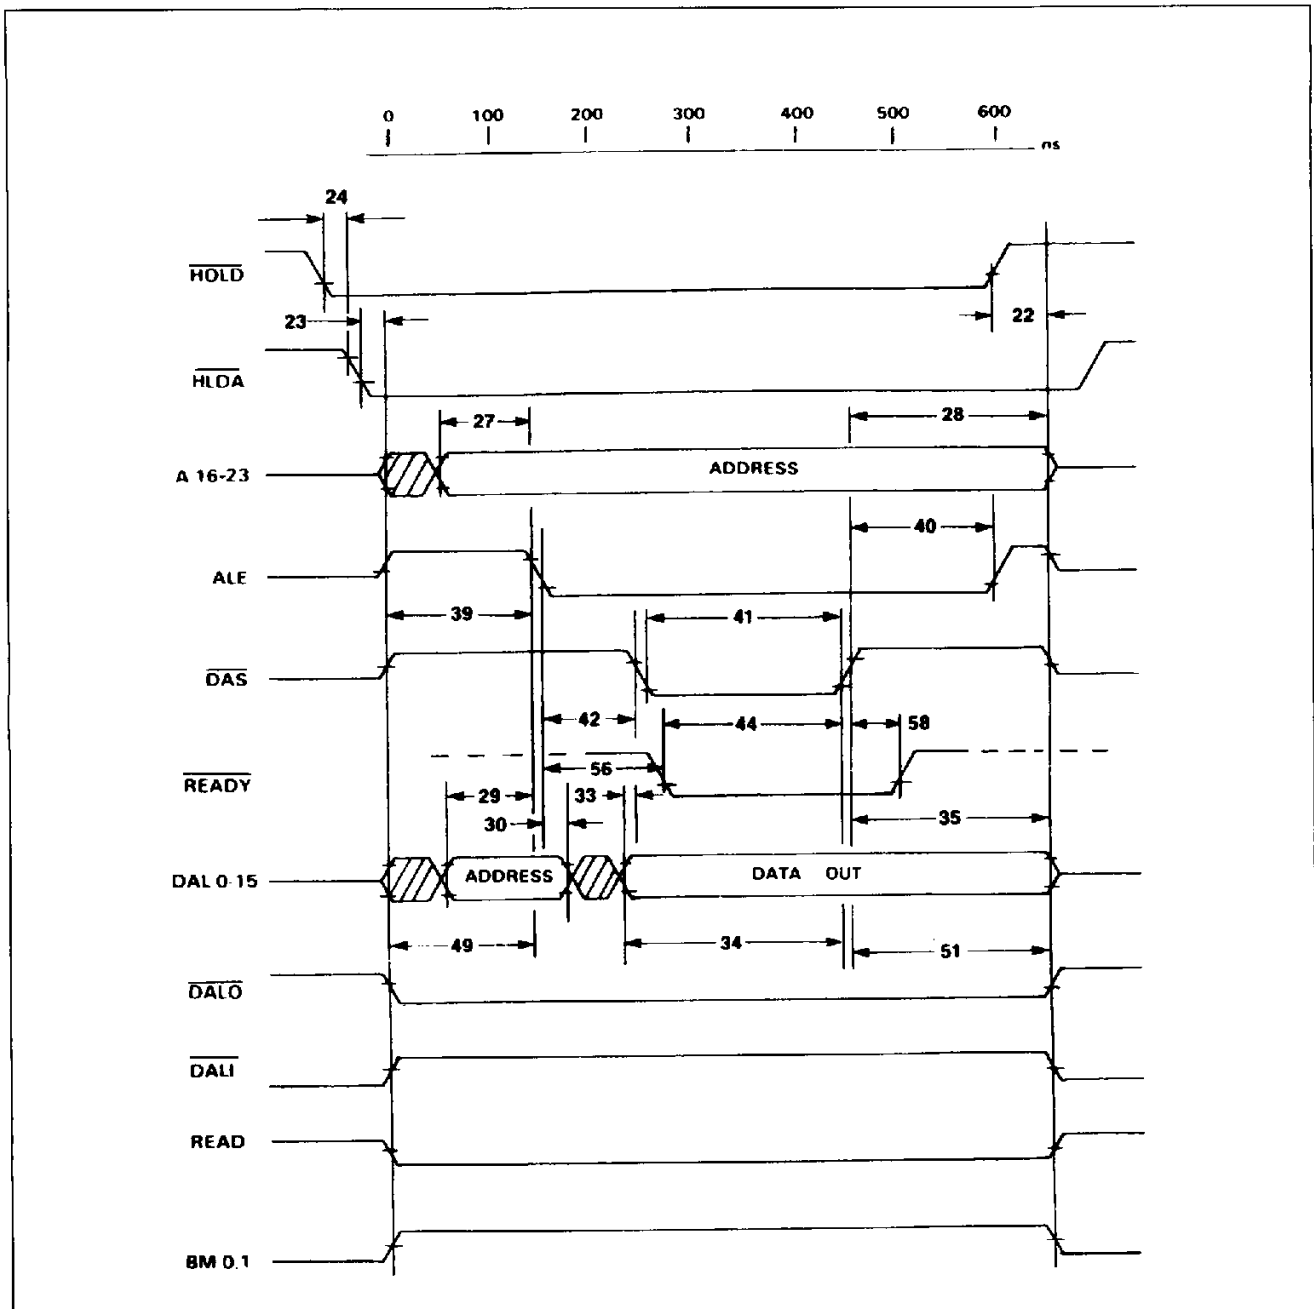 0 100 200 300 400 500 600
ns
24
HOLD
23 22
HLDA
27 28
A 16-23 ADDRESS
40
ALE
39 41
DAS
42 44 58
56
READY
29 33
30 35
DAL 0-15 ADDRESS DATA OUT
49 34 51
DALO
DALI
READ
BM 0.1